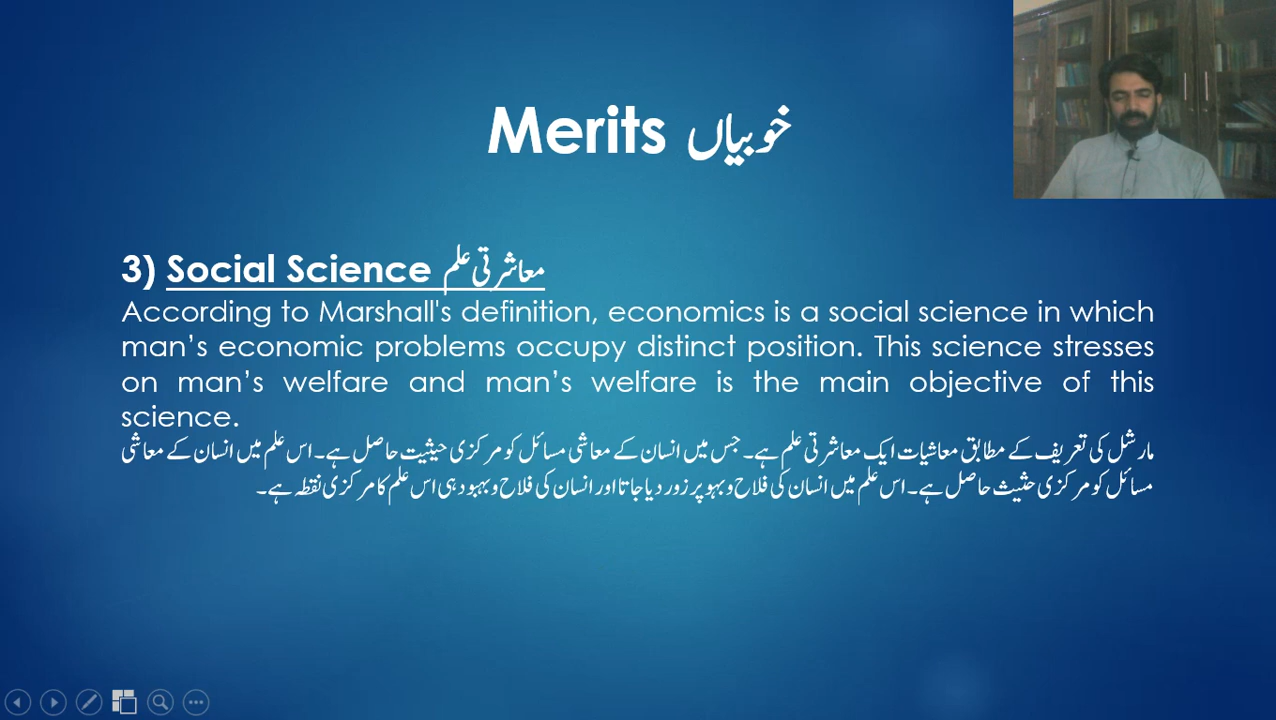 Merits خوبیاں
3) Social Science معاشرتی علم
According to Marshall's definition, economics is a social science in which
man’s economic problems occupy distinct position. This science stresses
on man’s welfare and man’s welfare is the main objective of this
science.
مارشل کی تعریف کے مطابق معاشیات ایک معاشرتی علم ہے۔ جس میں انسان کے معاشی مسائل کو مرکزی حیثیت حاصل ہے۔ اس علم میں انسان کے معاشی
مسائل کو مرکزی حثیث حاصل ہے۔ اس علم میں انسان کی فلاح و بہبو پر زور دیا جاتا اور انسان کی فلاح و بہبود ہی اس علم کا مرکزی نقطہ ہے۔